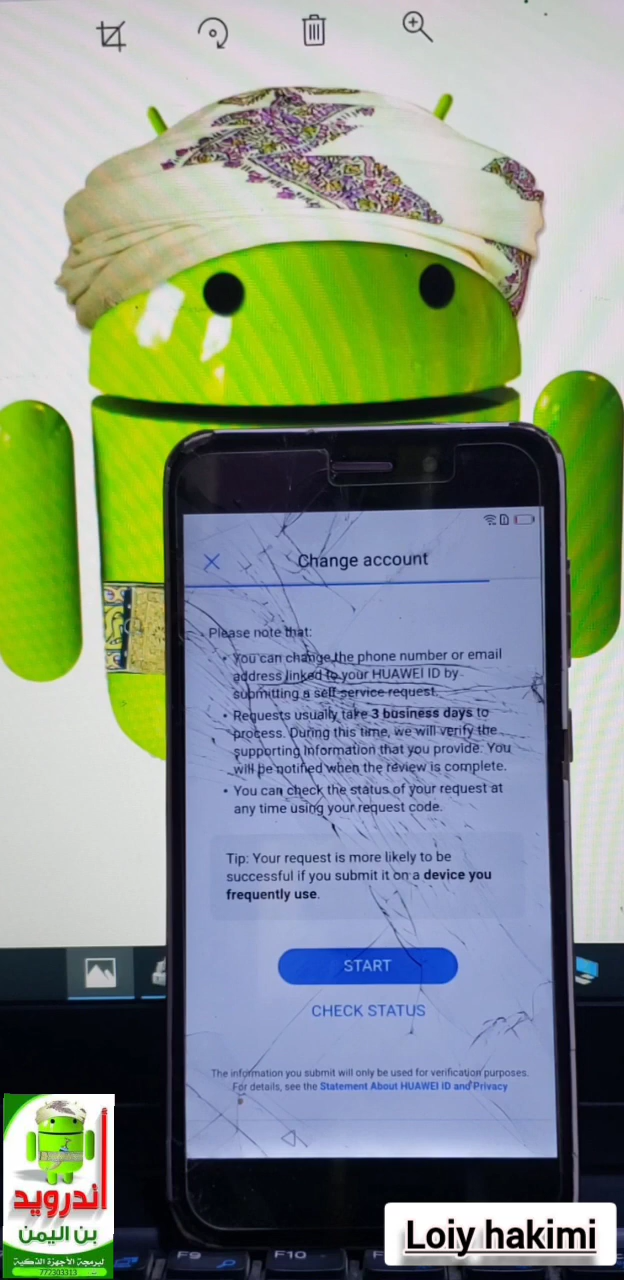 Change account
Please note that:
• You can change the phone number or email
address linked to your HUAWEI ID by
submitting a self-service request.
• Requests usually take 3 business days to
process. During this time, we will verify the
supporting information that you provide. You
will be notified when the review is complete.
• You can check the status of your request at
any time using your request code.
Tip: Your request is more likely to be
successful if you submit it on a device you
frequently use.
START
CHECK STATUS
The information you submit will only be used for verification purposes.
For details, see the Statement About HUAWEI ID and Privacy
أندرويد
بن اليمن
لبرمجة الأجهزة الذكية
Loiy hakimi
F9
F10